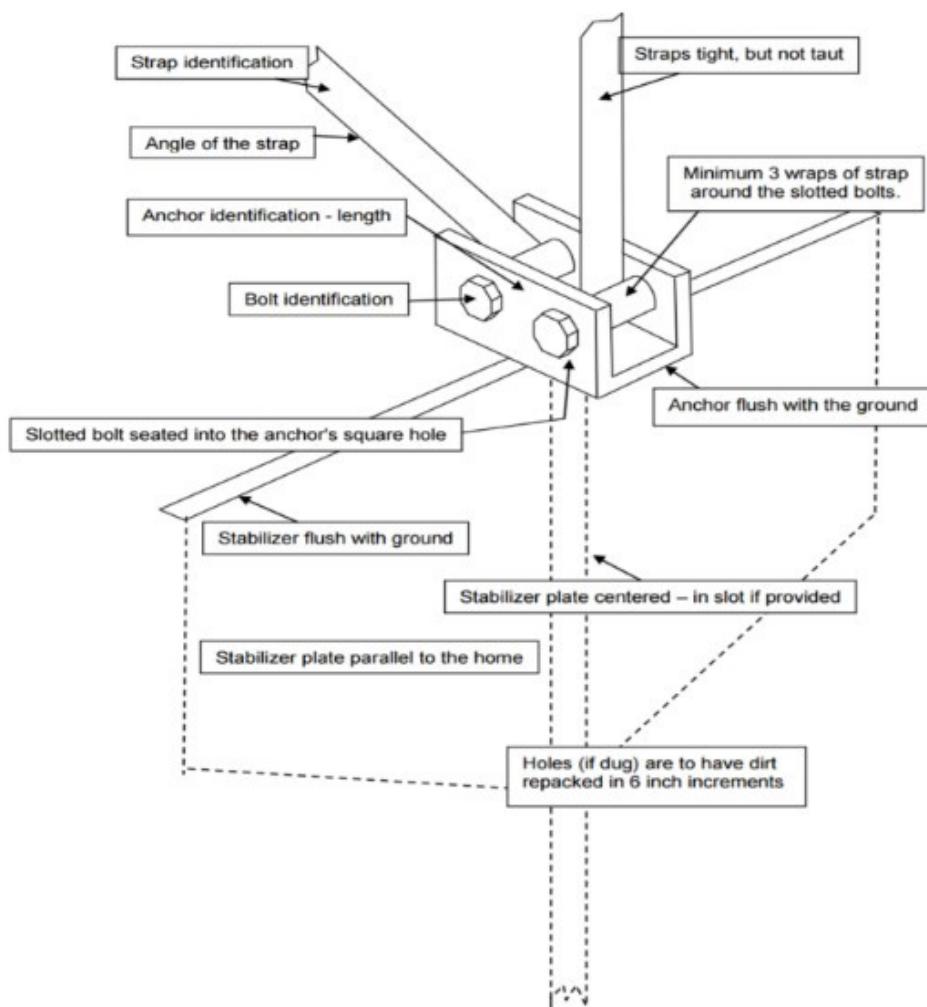 Strap identification
Straps tight, but not taut
Angle of the strap
Minimum 3 wraps of strap
around the slotted bolts.
Anchor identification - length
Bolt identification
Anchor flush with the ground
Slotted bolt seated into the anchor's square hole
Stabilizer flush with ground
Stabilizer plate centered – in slot if provided
Stabilizer plate parallel to the home
Holes (if dug) are to have dirt
repacked in 6 inch increments